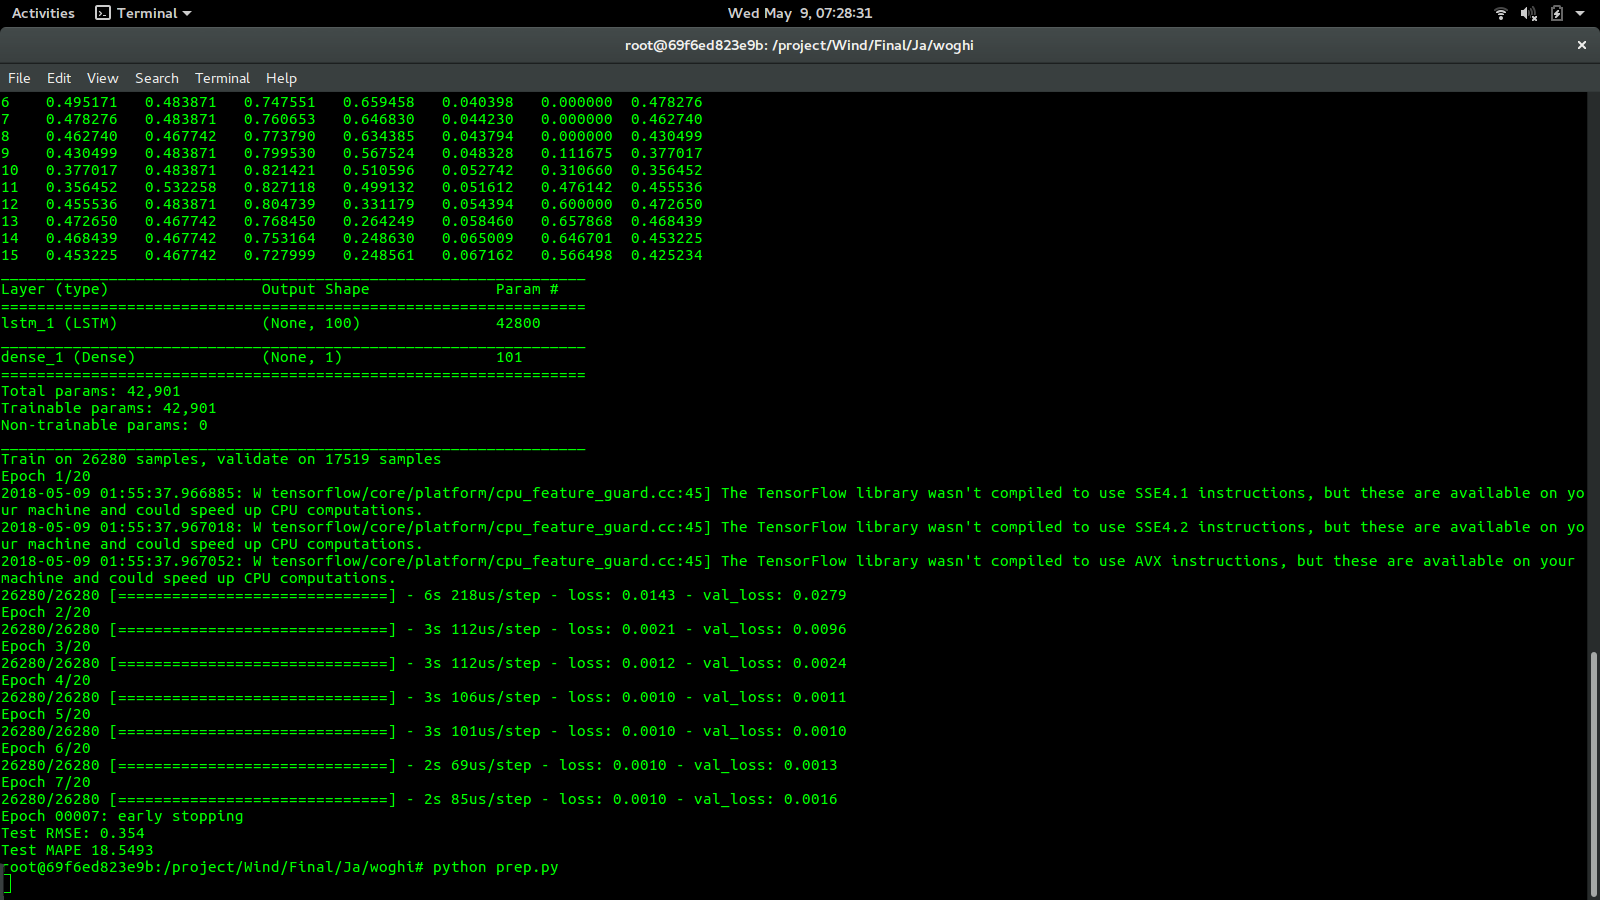 Activities Terminal Wed May 9, 07:28:31
root@69f6ed823e9b: /project/Wind/Final/Ja/woghi ×
File Edit View Search Terminal Help
6 0.495171 0.483871 0.747551 0.659458 0.040398 0.000000 0.478276
7 0.478276 0.483871 0.760653 0.646830 0.044230 0.000000 0.462740
8 0.462740 0.467742 0.773790 0.634385 0.043794 0.000000 0.430499
9 0.430499 0.483871 0.799530 0.567524 0.048328 0.111675 0.377017
10 0.377017 0.483871 0.821421 0.510596 0.052742 0.310660 0.356452
11 0.356452 0.532258 0.827118 0.499132 0.051612 0.476142 0.455536
12 0.455536 0.483871 0.804739 0.331179 0.054394 0.600000 0.472650
13 0.472650 0.467742 0.768450 0.264249 0.058460 0.657868 0.468439
14 0.468439 0.467742 0.753164 0.248630 0.065009 0.646701 0.453225
15 0.453225 0.467742 0.727999 0.248561 0.067162 0.566498 0.425234
_________________________________________________________________
Layer (type) Output Shape Param #
=================================================================
lstm_1 (LSTM) (None, 100) 42800
_________________________________________________________________
dense_1 (Dense) (None, 1) 101
=================================================================
Total params: 42,901
Trainable params: 42,901
Non-trainable params: 0
_________________________________________________________________
Train on 26280 samples, validate on 17519 samples
Epoch 1/20
2018-05-09 01:55:37.966885: W tensorflow/core/platform/cpu_feature_guard.cc:45] The TensorFlow library wasn't compiled to use SSE4.1 instructions, but these are available on yo
ur machine and could speed up CPU computations.
2018-05-09 01:55:37.967018: W tensorflow/core/platform/cpu_feature_guard.cc:45] The TensorFlow library wasn't compiled to use SSE4.2 instructions, but these are available on yo
ur machine and could speed up CPU computations.
2018-05-09 01:55:37.967052: W tensorflow/core/platform/cpu_feature_guard.cc:45] The TensorFlow library wasn't compiled to use AVX instructions, but these are available on your
machine and could speed up CPU computations.
26280/26280 [==============================] - 6s 218us/step - loss: 0.0143 - val_loss: 0.0279
Epoch 2/20
26280/26280 [==============================] - 3s 112us/step - loss: 0.0021 - val_loss: 0.0096
Epoch 3/20
26280/26280 [==============================] - 3s 112us/step - loss: 0.0012 - val_loss: 0.0024
Epoch 4/20
26280/26280 [==============================] - 3s 106us/step - loss: 0.0010 - val_loss: 0.0011
Epoch 5/20
26280/26280 [==============================] - 3s 101us/step - loss: 0.0010 - val_loss: 0.0010
Epoch 6/20
26280/26280 [==============================] - 2s 69us/step - loss: 0.0010 - val_loss: 0.0013
Epoch 7/20
26280/26280 [==============================] - 2s 85us/step - loss: 0.0010 - val_loss: 0.0016
Epoch 00007: early stopping
Test RMSE: 0.354
Test MAPE 18.5493
root@69f6ed823e9b:/project/Wind/Final/Ja/woghi# python prep.py